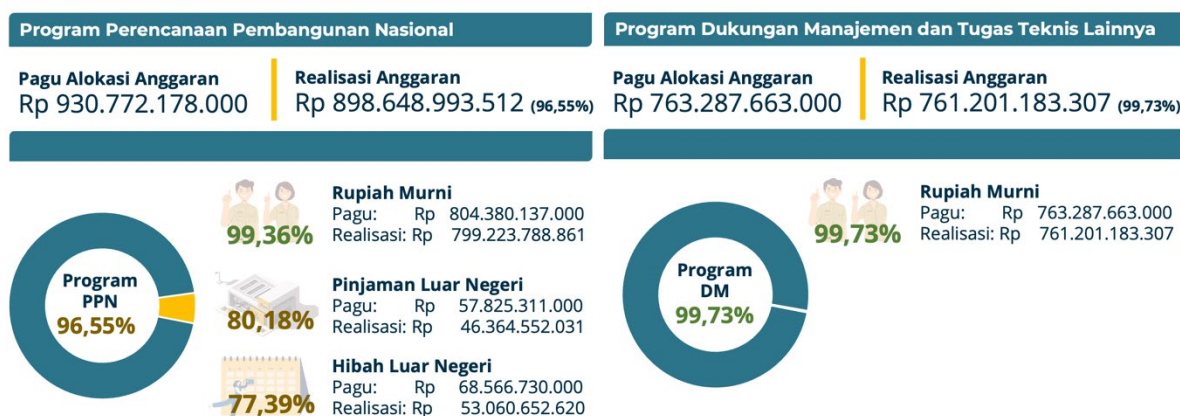 Program Perencanaan Pembangunan Nasional
Pagu Alokasi Anggaran
Rp 930.772.178.000
Realisasi Anggaran
Rp 898.648.993.512 (96,55%)
Program PPN
96,55%
99,36%
Rupiah Murni
Pagu: Rp 804.380.137.000
Realisasi: Rp 799.223.788.861
80,18%
Pinjaman Luar Negeri
Pagu: Rp 57.825.311.000
Realisasi: Rp 46.364.552.031
77,39%
Hibah Luar Negeri
Pagu: Rp 68.566.730.000
Realisasi: Rp 53.060.652.620
Program Dukungan Manajemen dan Tugas Teknis Lainnya
Pagu Alokasi Anggaran
Rp 763.287.663.000
Realisasi Anggaran
Rp 761.201.183.307 (99,73%)
Program
DM
99,73%
99,73%
Rupiah Murni
Pagu: Rp 763.287.663.000
Realisasi: Rp 761.201.183.307